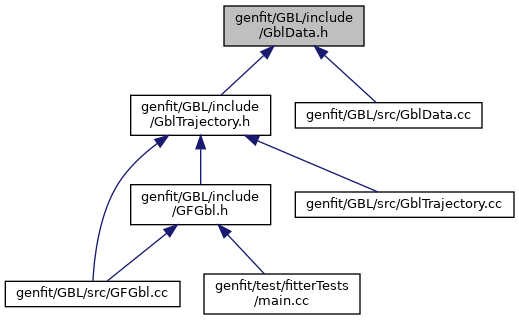 genfit/GBL/include
/GblData.h
genfit/GBL/include
/GblTrajectory.h
genfit/GBL/src/GblData.cc
genfit/GBL/include
/GFGbl.h
genfit/GBL/src/GblTrajectory.cc
genfit/GBL/src/GFGbl.cc
genfit/test/fitterTests
/main.cc